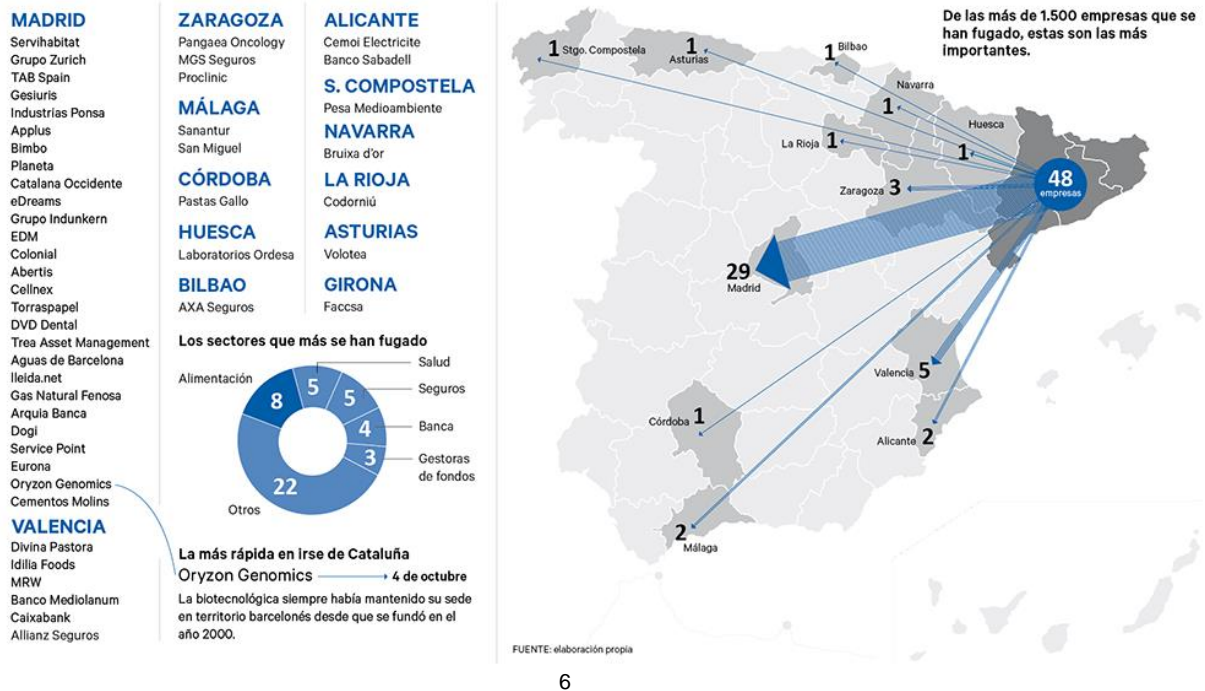 MADRID
Servihabitat
Grupo Zurich
TAB Spain
Gesiuris
Industrias Ponsa
Applus
Bimbo
Planeta
Catalana Occidente
eDreams
Grupo Indunkern
EDM
Colonial
Abertis
Cellnex
Torraspapel
DVD Dental
Trea Asset Management
Aguas de Barcelona
lleida.net
Gas Natural Fenosa
Arquia Banca
Dogi
Service Point
Eurona
Oryzon Genomics
Cementos Molins
VALENCIA
Divina Pastora
Idilia Foods
MRW
Banco Mediolanum
Caixabank
Allianz Seguros
ZARAGOZA
Pangaea Oncology
MGS Seguros
Proclinic
MÁLAGA
Sanantur
San Miguel
CÓRDOBA
Pastas Gallo
HUESCA
Laboratorios Ordesa
BILBAO
AXA Seguros
ALICANTE
Cemoi Electricite
Banco Sabadell
S. COMPOSTELA
Pesa Medioambiente
NAVARRA
Bruixa d'or
LA RIOJA
Codorniú
ASTURIAS
Volotea
GIRONA
Faccsa
Los sectores que más se han fugado
Alimentación
8
Salud
5
Seguros
5
Banca
4
Gestoras
de fondos
3
Otros
22
La más rápida en irse de Cataluña
Oryzon Genomics
4 de octubre
La biotecnológica siempre había mantenido su sede
en territorio barcelonés desde que se fundó en el
año 2000.
De las más de 1.500 empresas que se
han fugado, estas son las más
importantes.
1 Stgo. Compostela
1
Asturias
1 Bilbao
Navarra
1
Huesca
1
La Rioja 1
Zaragoza 3
48
empresas
29
Madrid
Valencia 5
Córdoba 1
Alicante 2
2
Málaga
FUENTE: elaboración propia
6